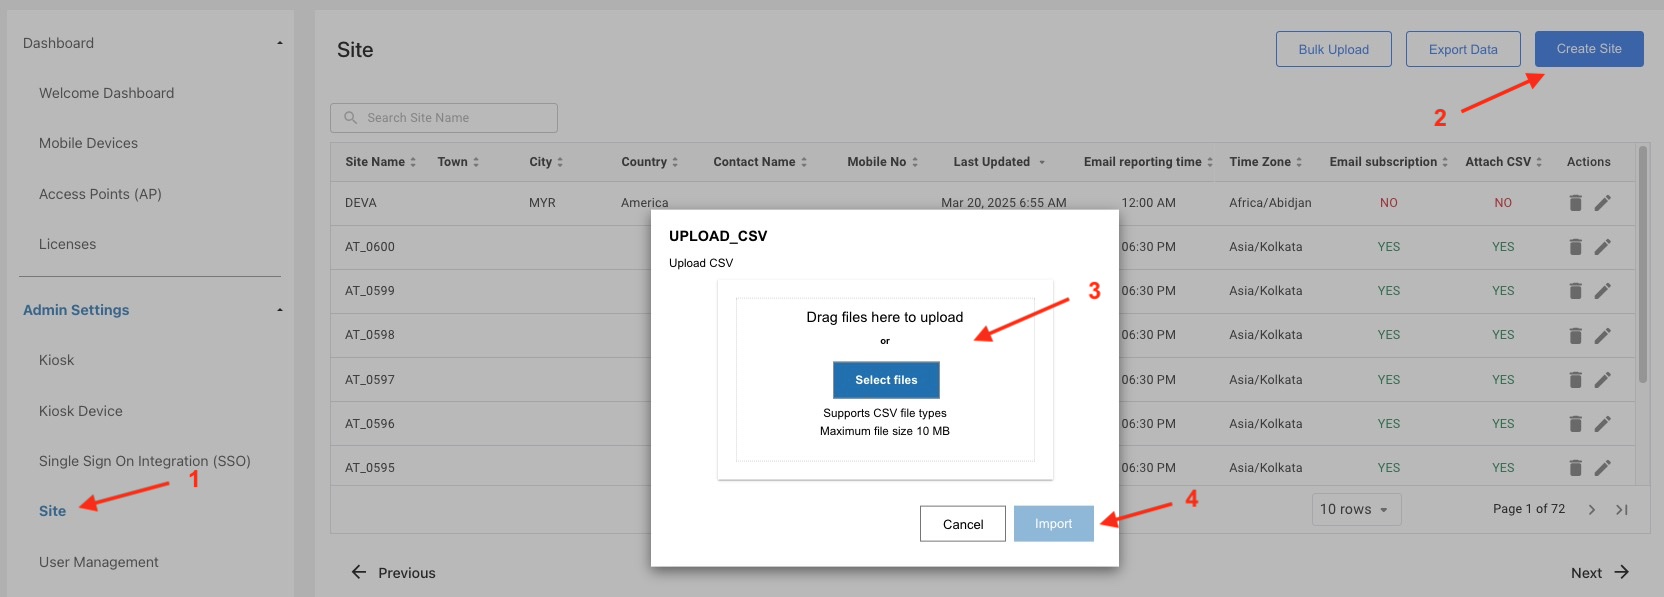 Dashboard
Welcome Dashboard
Mobile Devices
Access Points (AP)
Licenses
Admin Settings
Kiosk
Kiosk Device
Single Sign On Integration (SSO)
1
Site
User Management
Site
Bulk Upload
Export Data
Create Site
2
Search Site Name
Site Name Town City Country Contact Name Mobile No Last Updated Email reporting time Time Zone Email subscription Attach CSV Actions
DEVA MYR America Mar 20, 2025 6:55 AM 12:00 AM Africa/Abidjan NO NO
AT_0600 06:30 PM Asia/Kolkata YES YES
AT_0599 06:30 PM Asia/Kolkata YES YES
AT_0598 06:30 PM Asia/Kolkata YES YES
AT_0597 06:30 PM Asia/Kolkata YES YES
AT_0596 06:30 PM Asia/Kolkata YES YES
AT_0595 06:30 PM Asia/Kolkata YES YES
10 rows
Page 1 of 72
Previous
Next
UPLOAD_CSV
Upload CSV
3
Drag files here to upload
or
Select files
Supports CSV file types
Maximum file size 10 MB
4
Cancel
Import